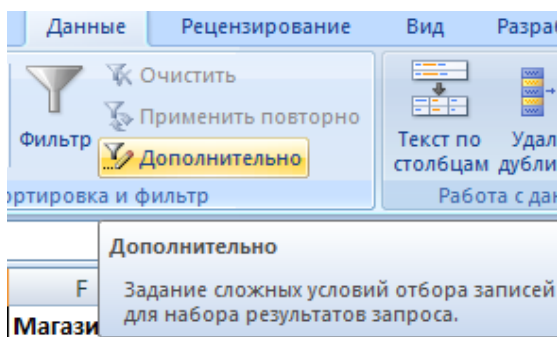 Данные Рецензирование Вид
Очистить
Применить повторно
Фильтр
Дополнительно
Текст по столбцам
и фильтр
Работа с
Дополнительно
Задание сложных условий отбора записей
для набора результатов запроса.
F